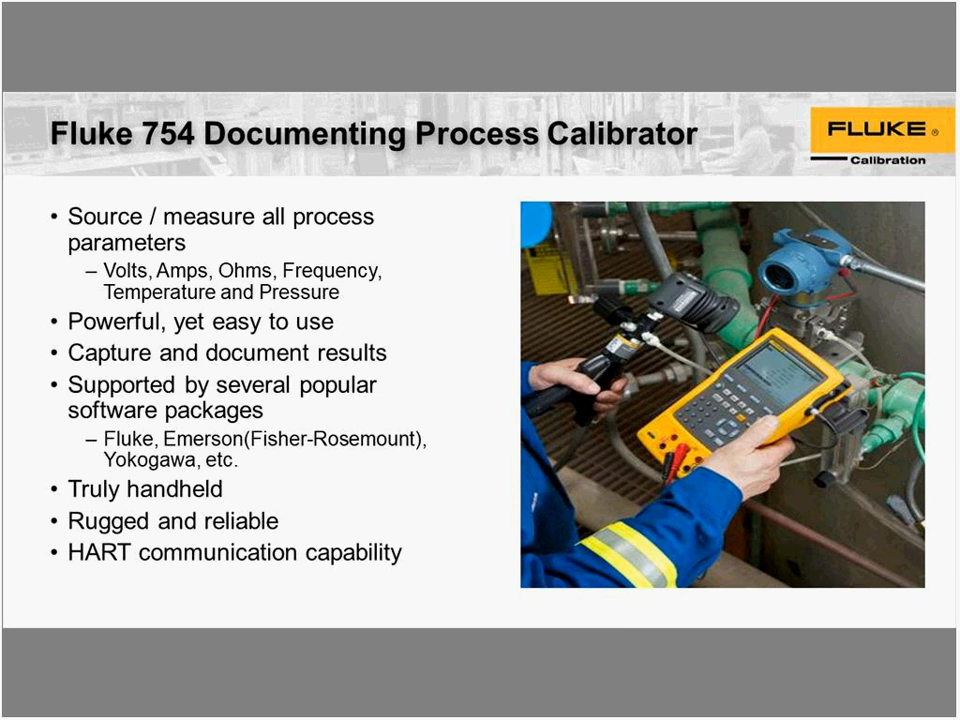 Fluke 754 Documenting Process Calibrator
FLUKE®
Calibration
• Source / measure all process
parameters
– Volts, Amps, Ohms, Frequency,
Temperature and Pressure
• Powerful, yet easy to use
• Capture and document results
• Supported by several popular
software packages
– Fluke, Emerson(Fisher-Rosemount),
Yokogawa, etc.
• Truly handheld
• Rugged and reliable
• HART communication capability